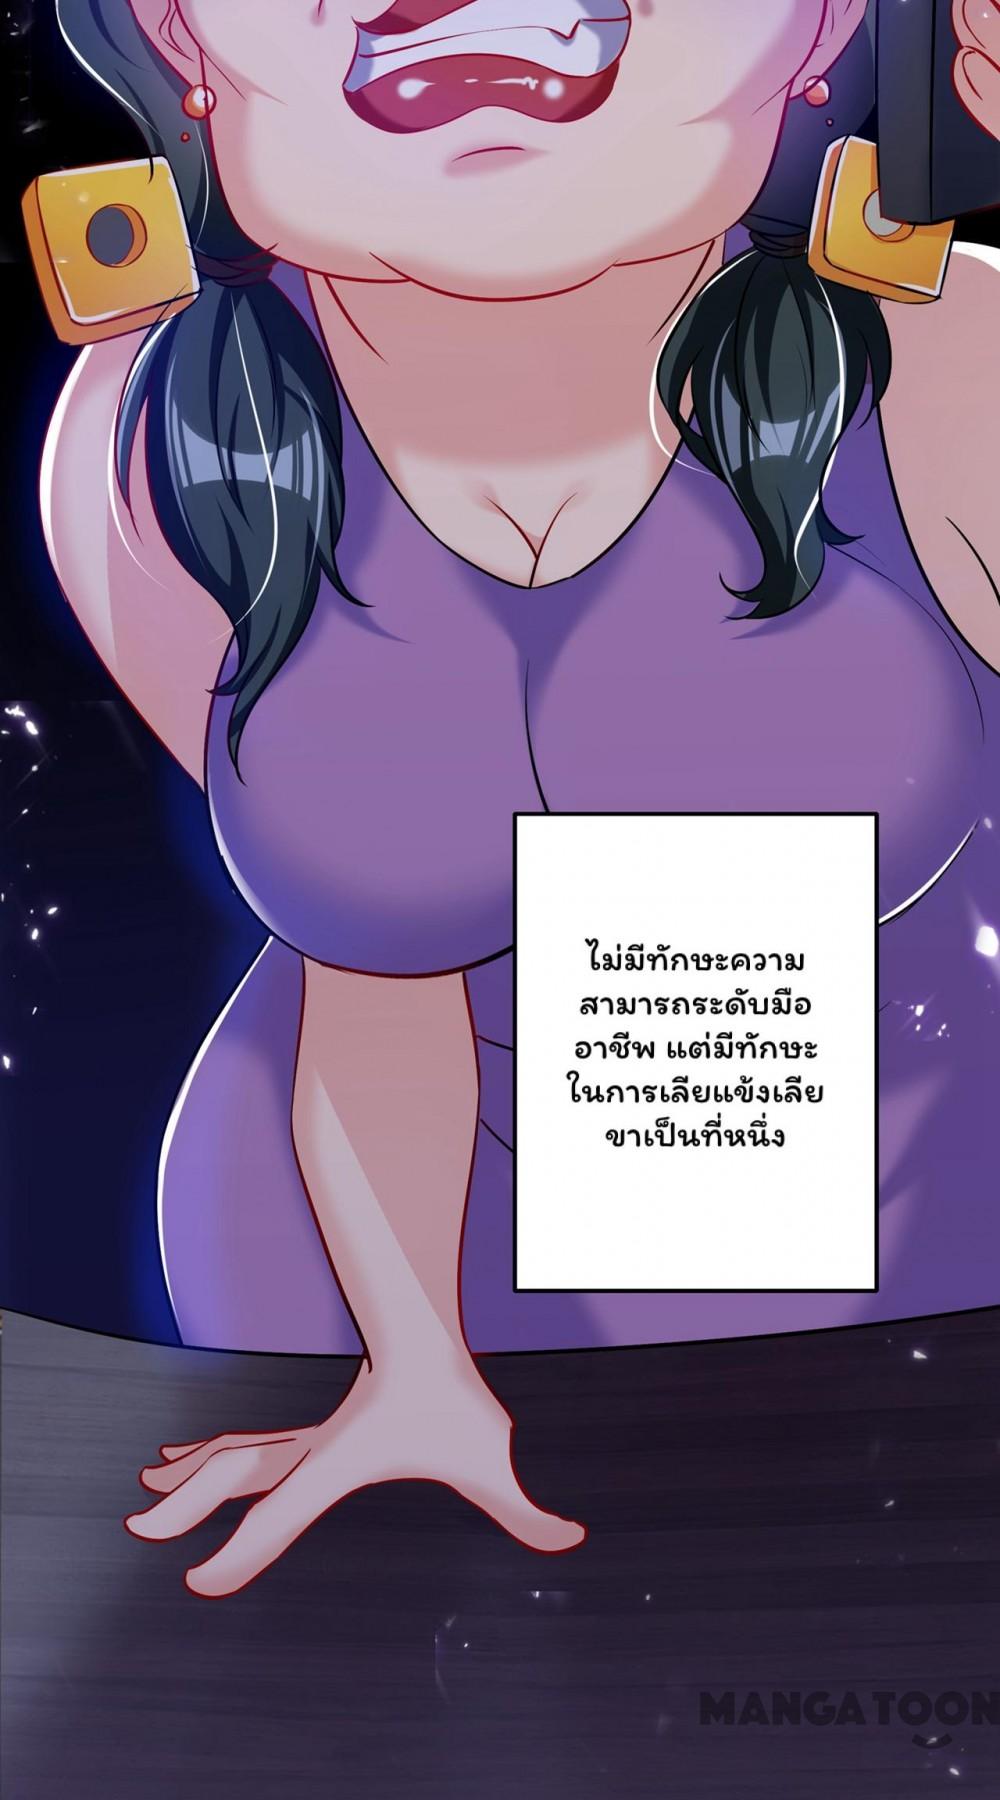 ไม่มีทักษะความ
สามารถระดับมือ
อาชีพ แต่มีทักษะ
ในการเลียแข้งเลีย
ขาเป็นที่หนึ่ง
MANGATOON